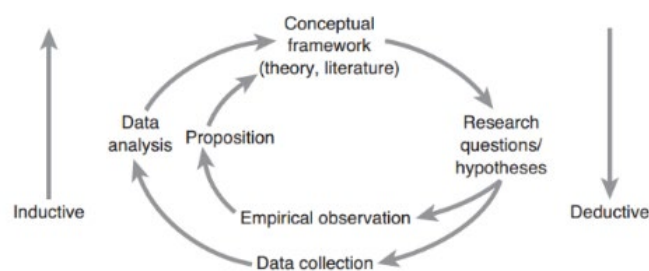 Conceptual
framework
(theory, literature)
Data
analysis
Proposition
Research
questions/
hypotheses
Inductive
Empirical observation
Deductive
Data collection